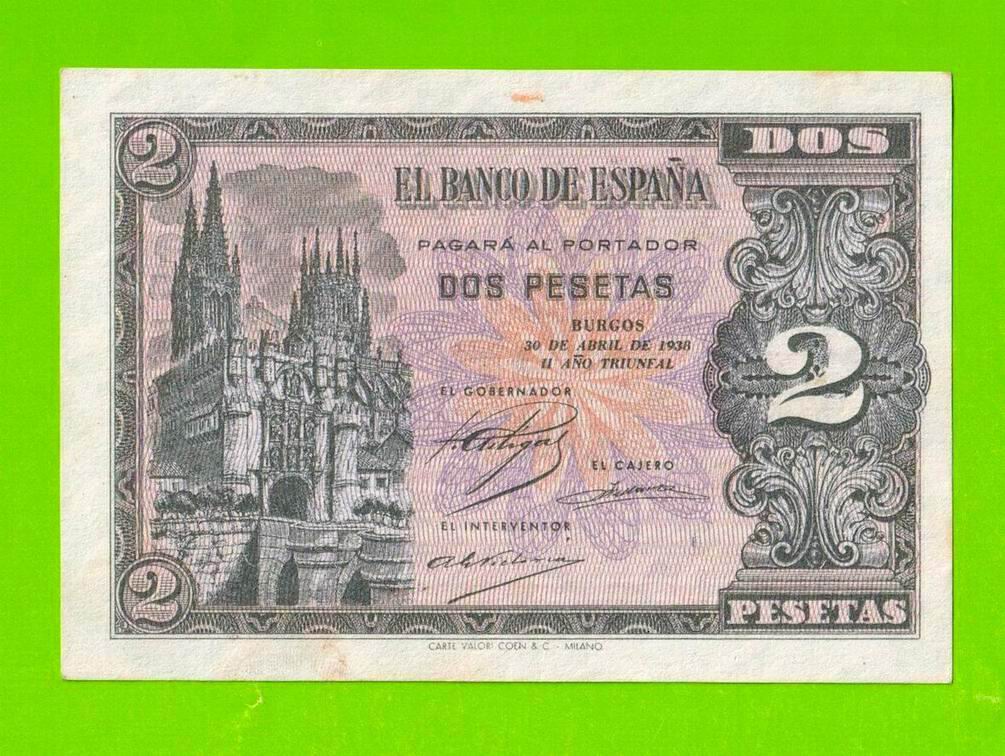 2
DOS
EL BANCO DE ESPAÑA
PAGARÁ AL PORTADOR
DOS PESETAS
BURGOS
30 DE ABRIL DE 1938
II AÑO TRIUNFAL
2
EL GOBERNADOR
EL CAJERO
EL INTERVENTOR
2
PESETAS
CARTE VALORI COEN & C. - MILANO